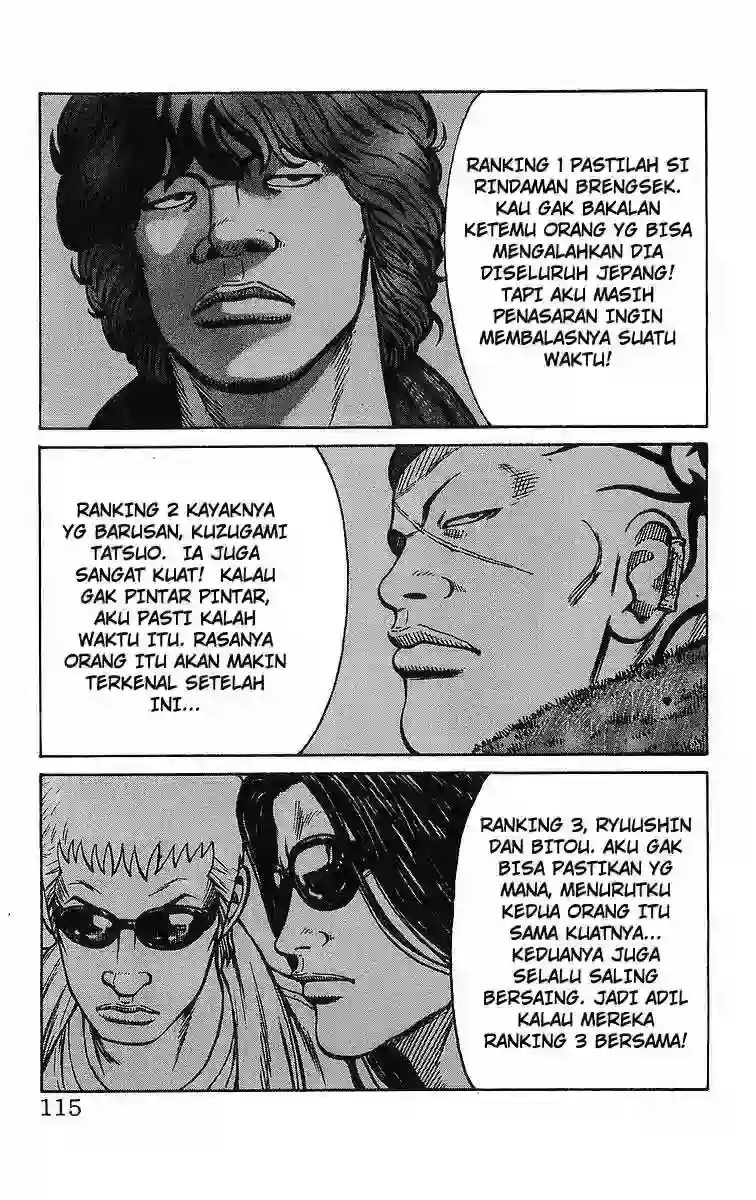 RANKING 1 PASTILAH SI
RINDAMAN BRENGSEK.
KAU GAK BAKALAN
KETEMU ORANG YG BISA
MENGALAHKAN DIA
DISELURUH JEPANG!
TAPI AKU MASIH
PENASARAN INGIN
MEMBALASNYA SUATU
WAKTU!
RANKING 2 KAYAKNYA
YG BARUSAN, KUZUGAMI
TATSUO. IA JUGA
SANGAT KUAT! KALAU
GAK PINTAR PINTAR,
AKU PASTI KALAH
WAKTU ITU. RASANYA
ORANG ITU AKAN MAKIN
TERKENAL SETELAH
INI...
RANKING 3, RYUUSHIN
DAN BITOU. AKU GAK
BISA PASTIKAN YG
MANA, MENURUTKU
KEDUA ORANG ITU
SAMA KUATNYA...
KEDUANYA JUGA
SELALU SALING
BERSAING. JADI ADIL
KALAU MEREKA
RANKING 3 BERSAMA!
115